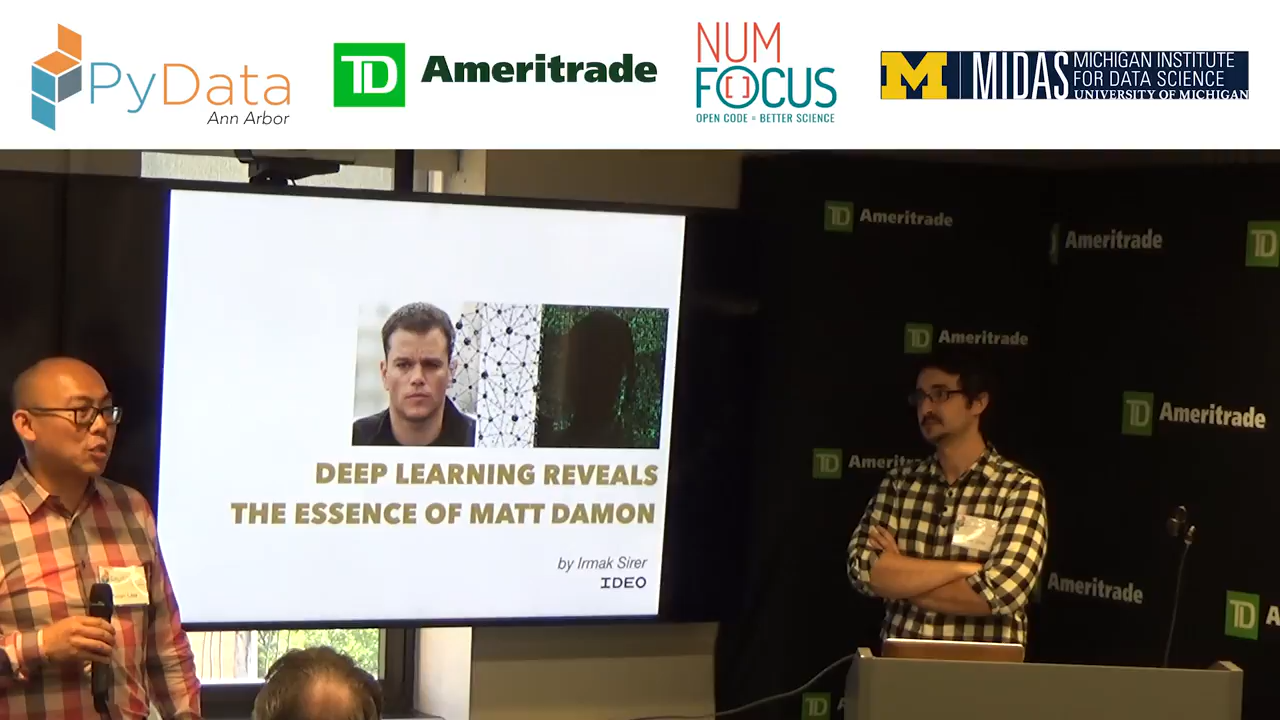 PyData
Ann Arbor
TD Ameritrade
NUM
FOCUS
OPEN CODE = BETTER SCIENCE
M MIDAS
MICHIGAN INSTITUTE
FOR DATA SCIENCE
UNIVERSITY OF MICHIGAN
DEEP LEARNING REVEALS
THE ESSENCE OF MATT DAMON
by Irmak Sirer
IDEO
TD Ameritrade
Ameritrade
TD
TD Ameritrade
TD Ameritrade
TD Ameritr
Ameritrade
TD A
TD